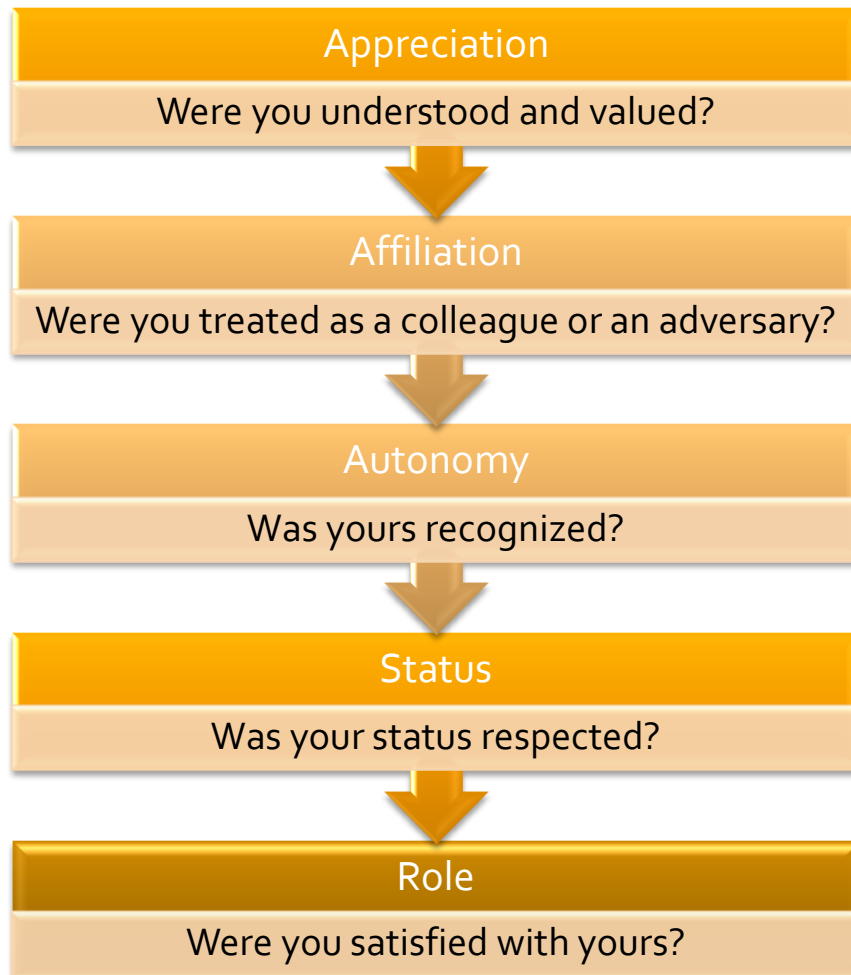 Appreciation
Were you understood and valued?
Affiliation
Were you treated as a colleague or an adversary?
Autonomy
Was yours recognized?
Status
Was your status respected?
Role
Were you satisfied with yours?